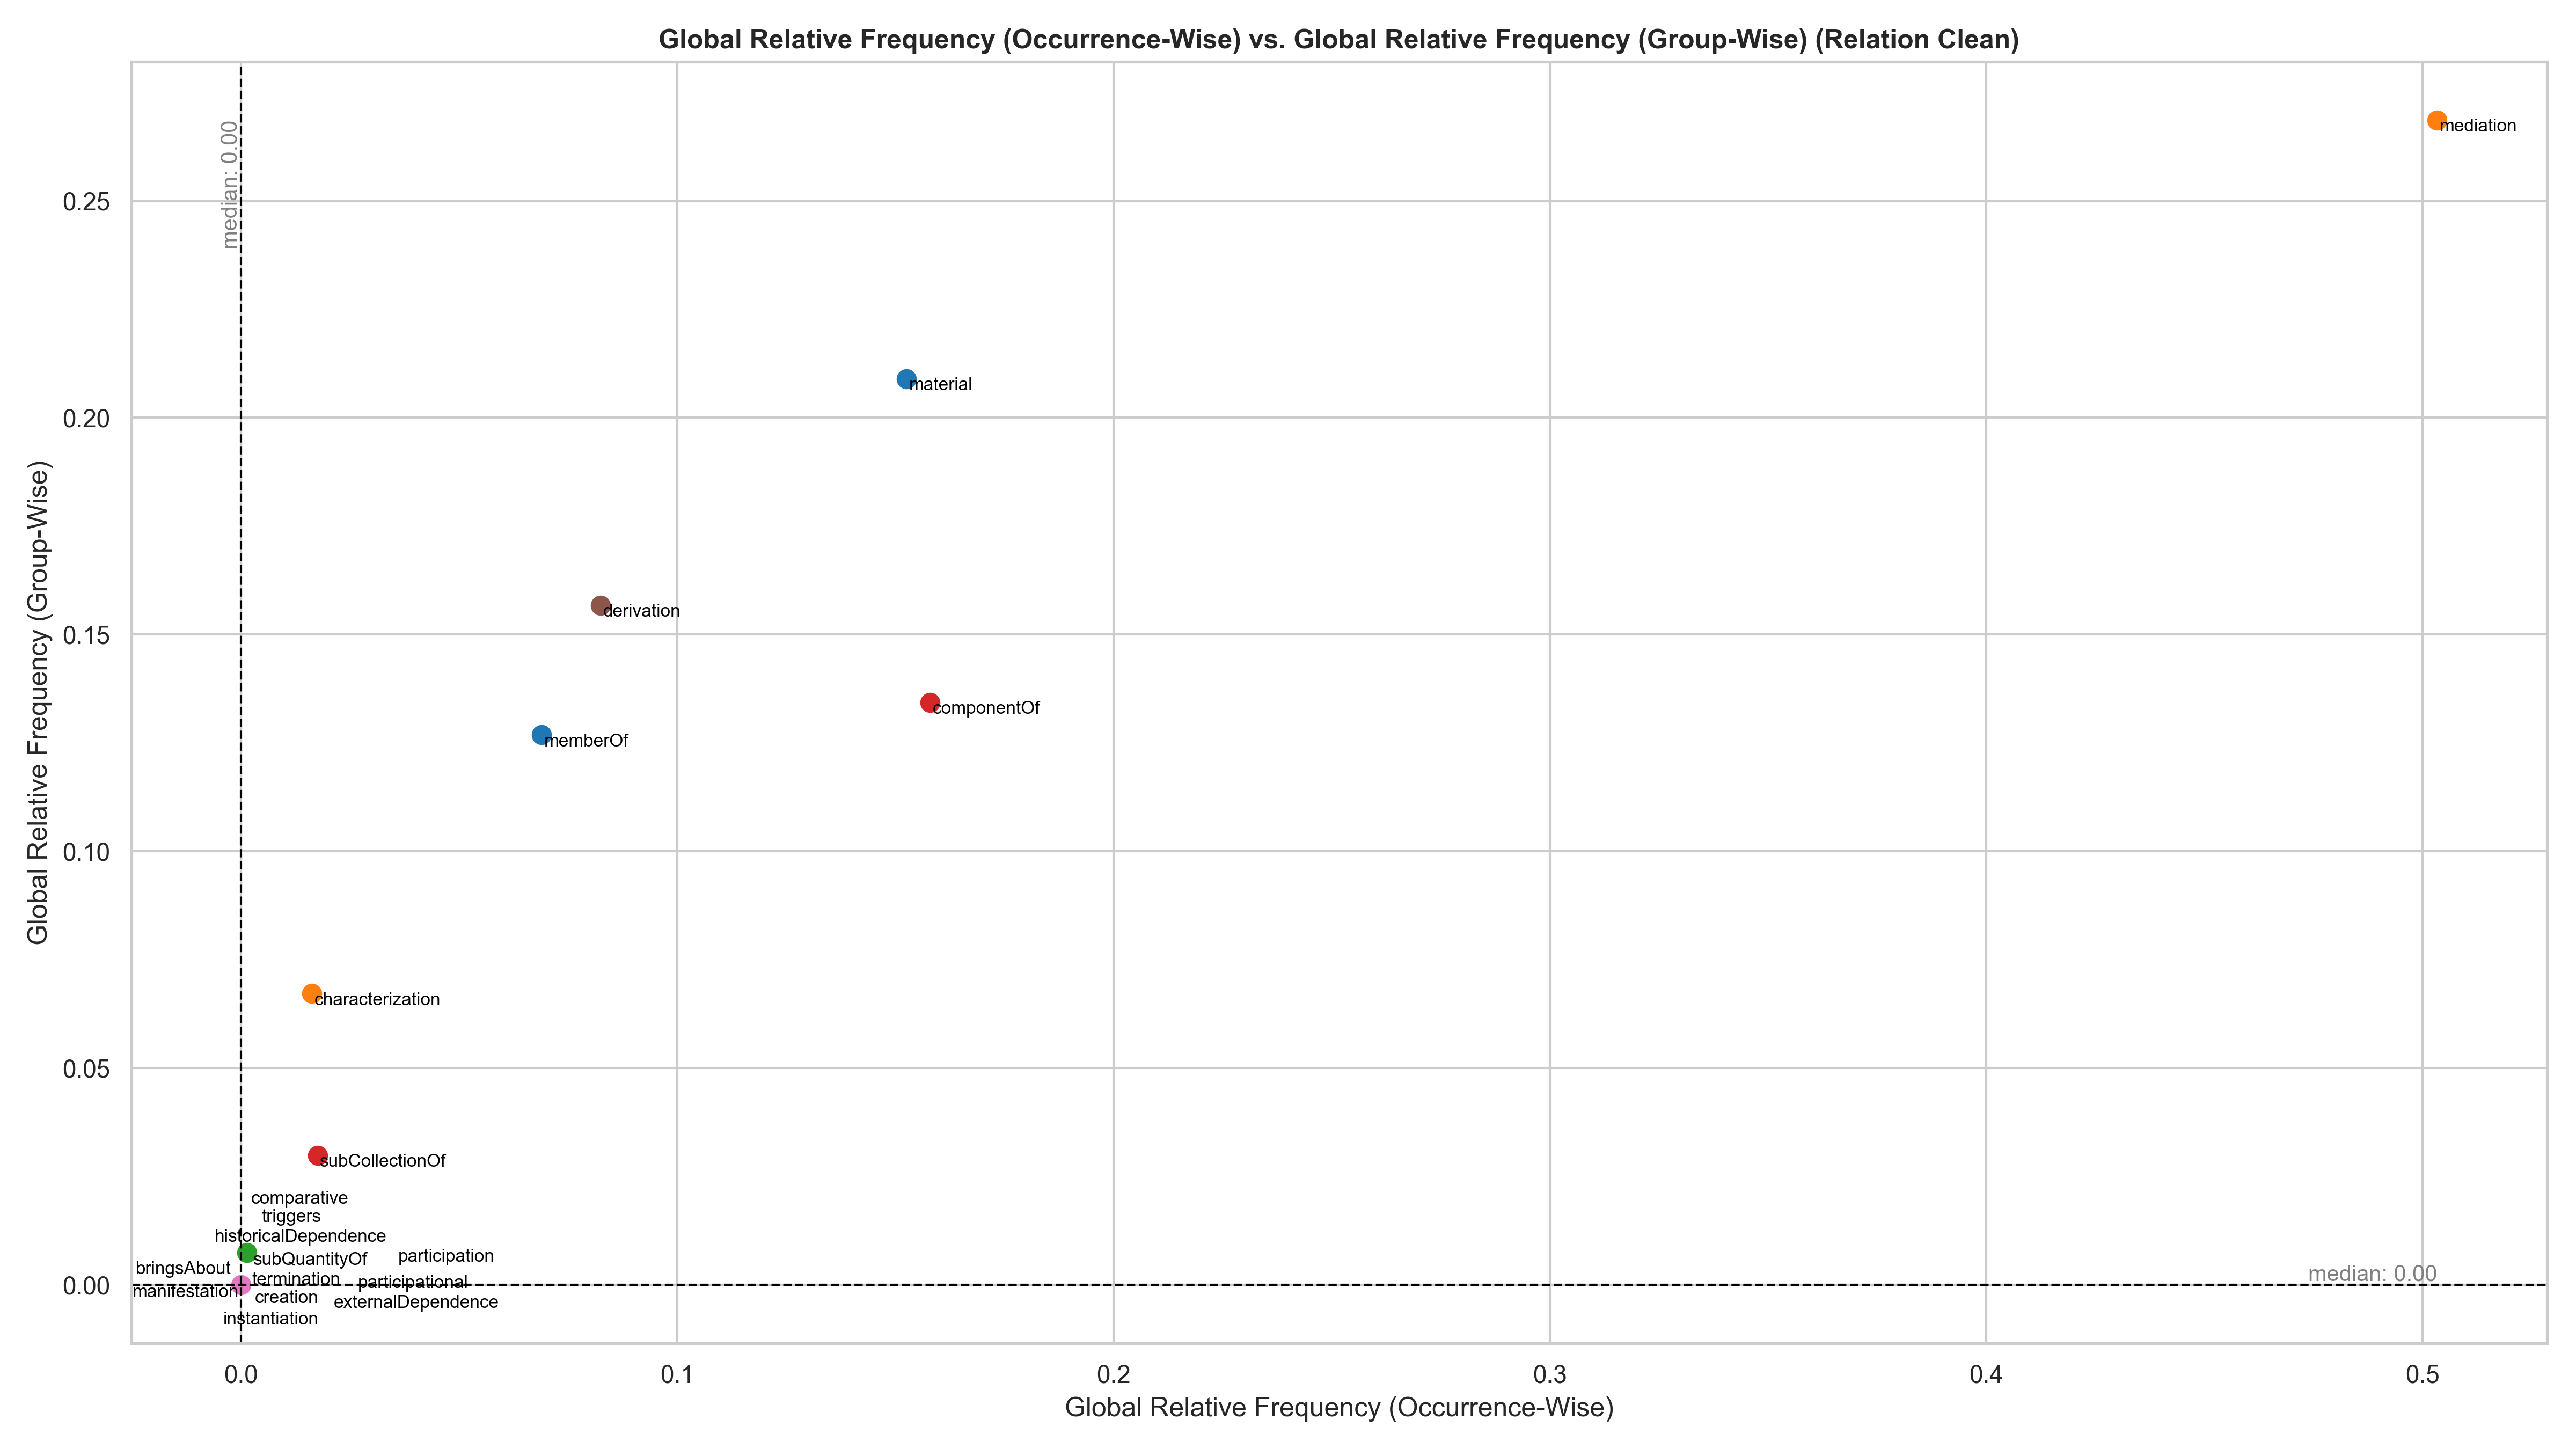 Global Relative Frequency (Occurrence-Wise) vs. Global Relative Frequency (Group-Wise) (Relation Clean)
Global Relative Frequency (Group-Wise)
0.25
0.20
0.15
0.10
0.05
0.00
median: 0.00
mediation
material
derivation
componentOf
memberOf
characterization
subCollectionOf
comparative
triggers
historicalDependence
participation
subQuantityOf
bringsAbout
termination
participational
manifestation
creation
externalDependence
instantiation
median: 0.00
0.0
0.1
0.2
0.3
0.4
0.5
Global Relative Frequency (Occurrence-Wise)